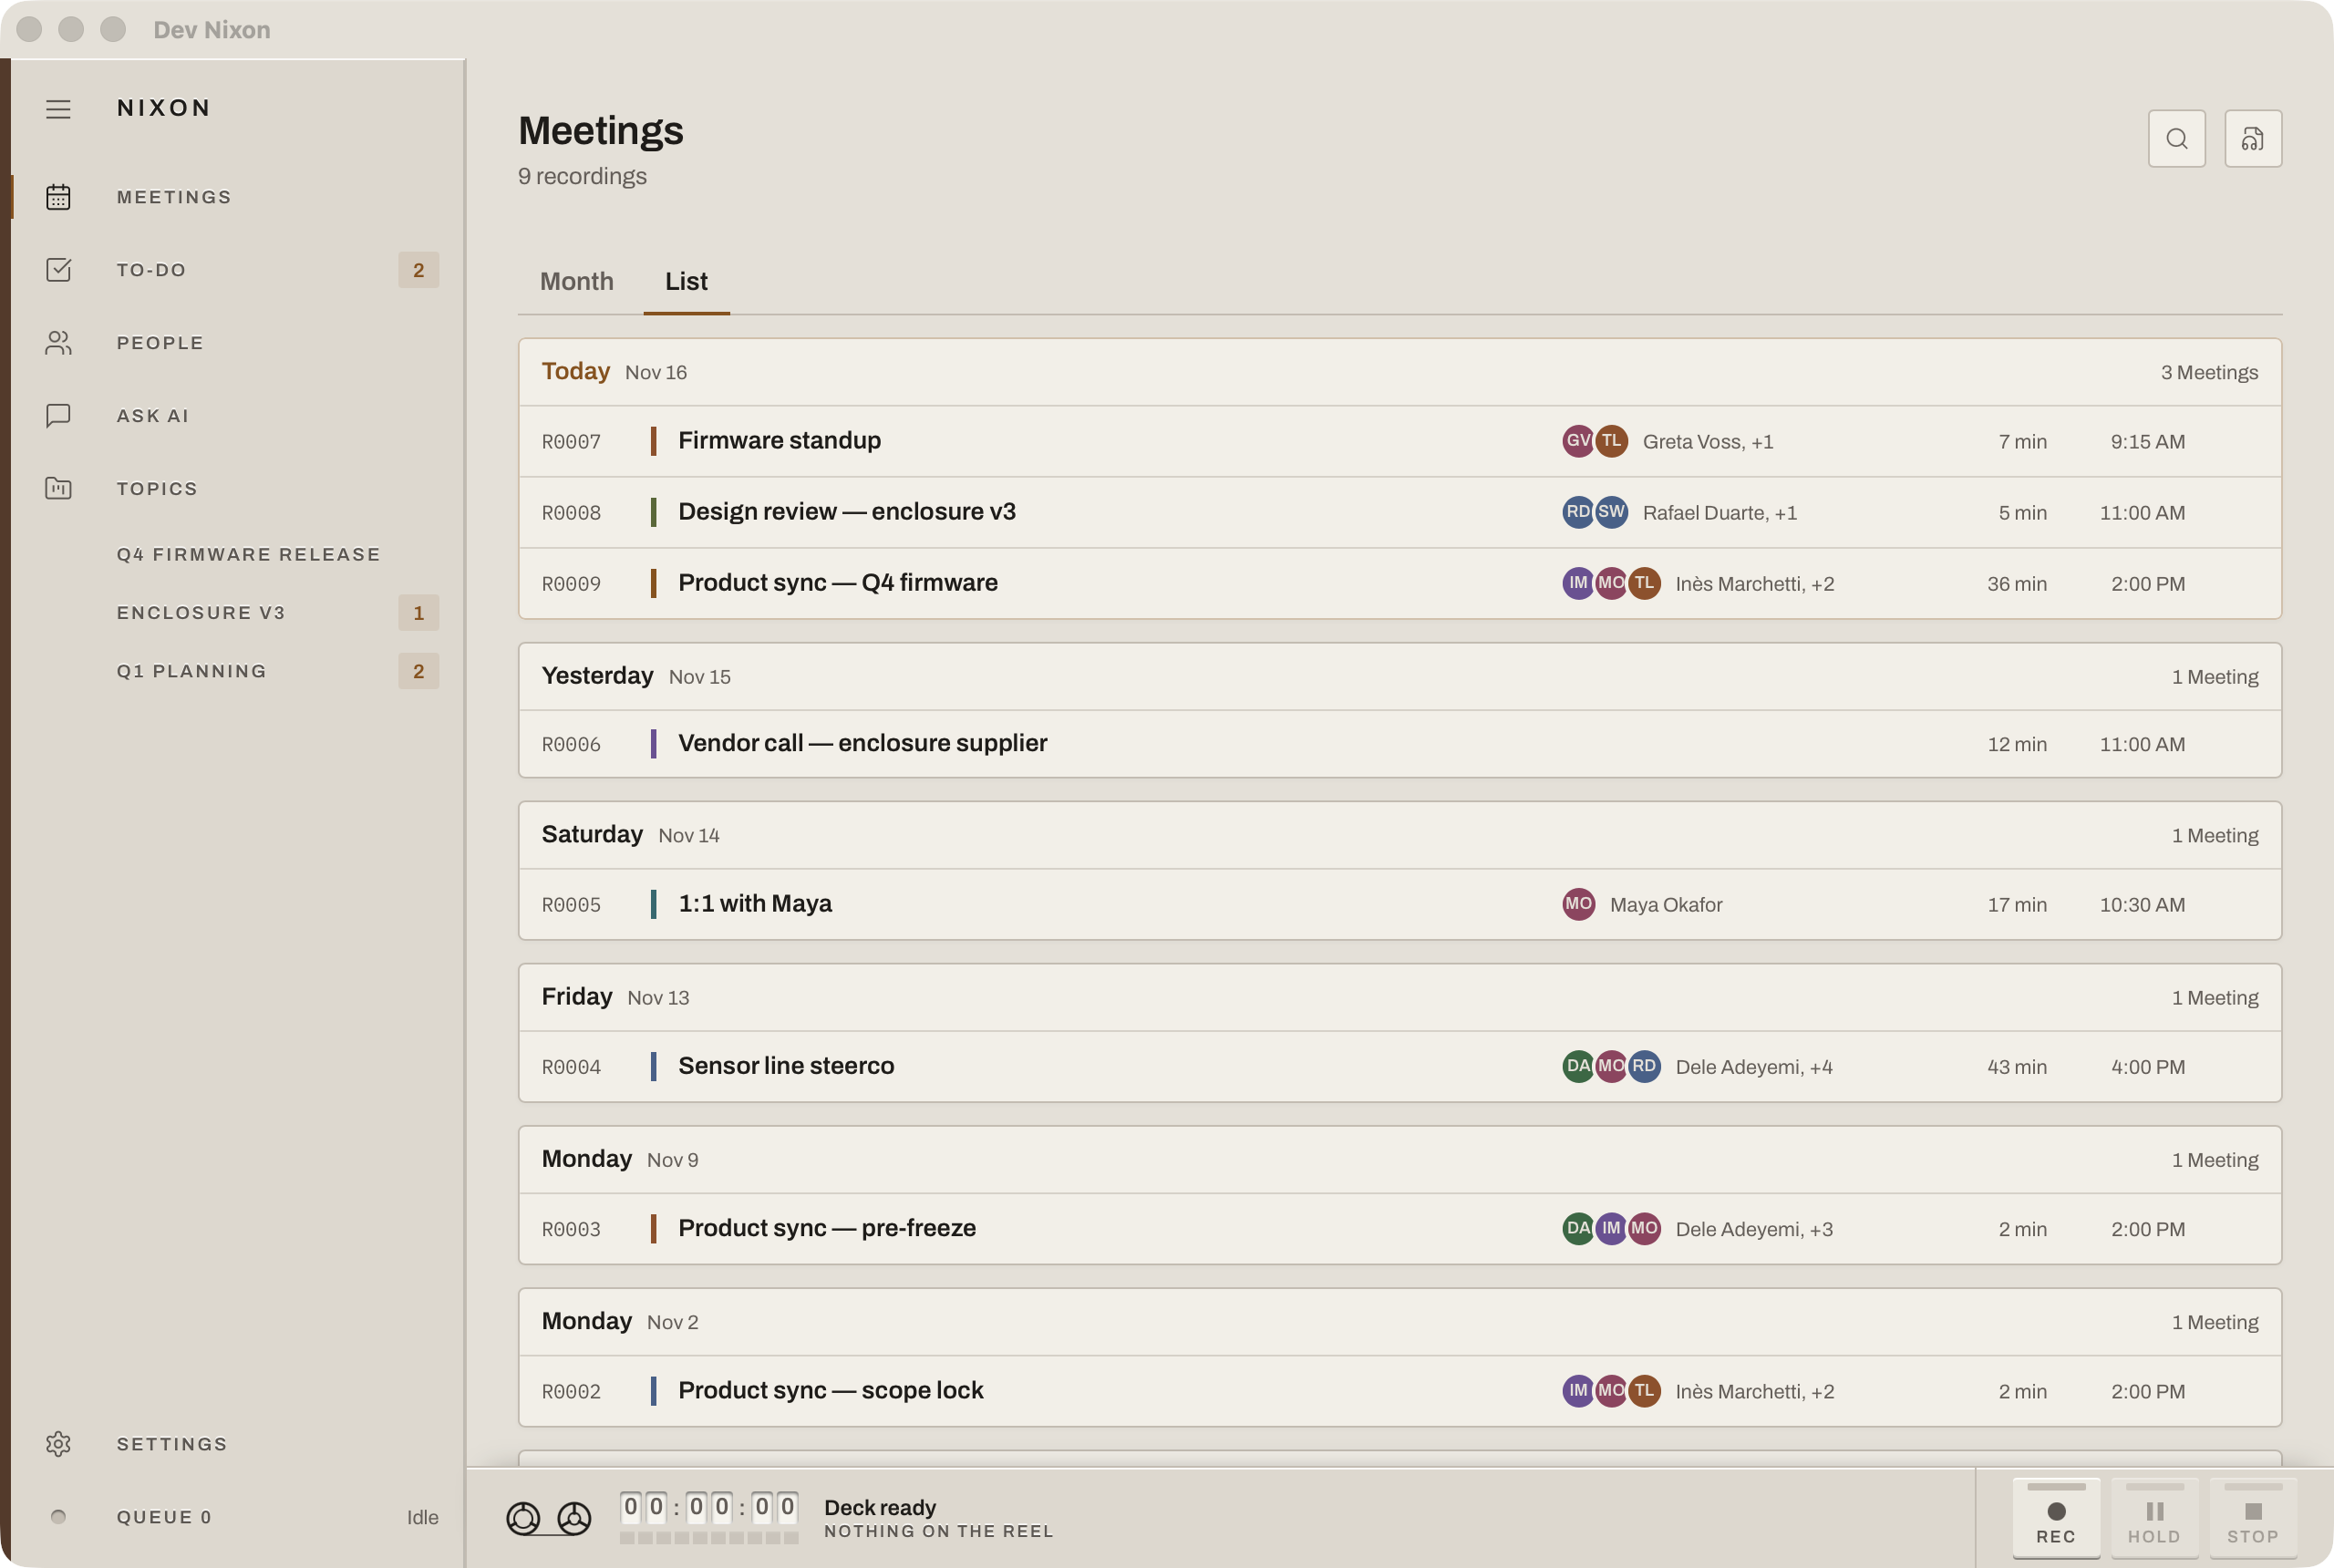 Dev Nixon
NIXON
MEETINGS
TO-DO 2
PEOPLE
ASK AI
TOPICS
Q4 FIRMWARE RELEASE
ENCLOSURE V3 1
Q1 PLANNING 2
SETTINGS
QUEUE 0 Idle
Meetings
9 recordings
Month List
Today Nov 16 3 Meetings
R0007 Firmware standup GV TL Greta Voss, +1 7 min 9:15 AM
R0008 Design review — enclosure v3 RD SW Rafael Duarte, +1 5 min 11:00 AM
R0009 Product sync — Q4 firmware IM MO TL Inès Marchetti, +2 36 min 2:00 PM
Yesterday Nov 15 1 Meeting
R0006 Vendor call — enclosure supplier 12 min 11:00 AM
Saturday Nov 14 1 Meeting
R0005 1:1 with Maya MO Maya Okafor 17 min 10:30 AM
Friday Nov 13 1 Meeting
R0004 Sensor line steerco DA MO RD Dele Adeyemi, +4 43 min 4:00 PM
Monday Nov 9 1 Meeting
R0003 Product sync — pre-freeze DA IM MO Dele Adeyemi, +3 2 min 2:00 PM
Monday Nov 2 1 Meeting
R0002 Product sync — scope lock IM MO TL Inès Marchetti, +2 2 min 2:00 PM
00:00:00 Deck ready
NOTHING ON THE REEL
REC HOLD STOP